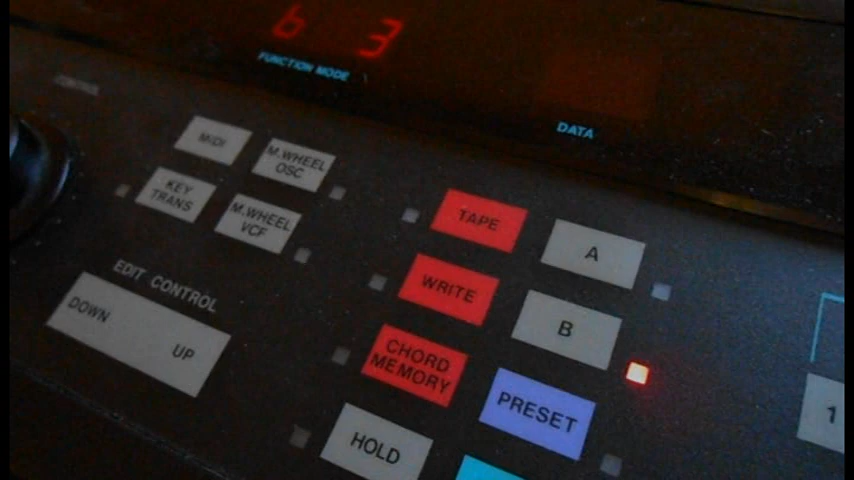 6 3
FUNCTION MODE
DATA
MIDI
M.WHEEL
OSC
KEY
TRANS
M.WHEEL
VCF
TAPE
A
WRITE
B
EDIT CONTROL
DOWN
UP
CHORD
MEMORY
PRESET
1
HOLD